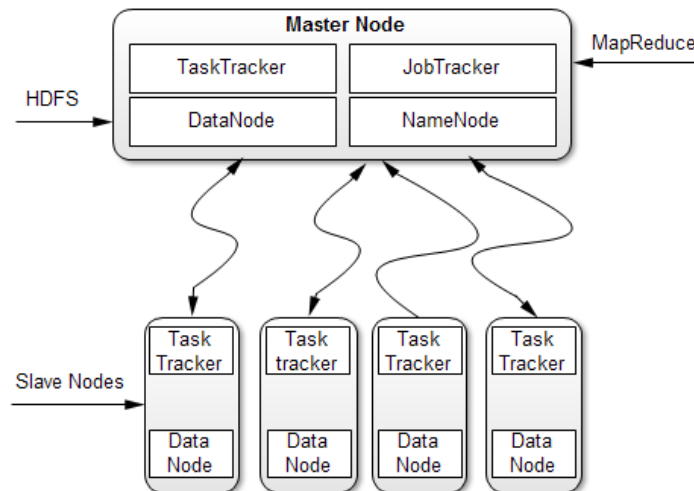 Master Node
MapReduce
TaskTracker
JobTracker
HDFS
DataNode
NameNode
Task
Tracker
Task
tracker
Task
Tracker
Task
Tracker
Slave Nodes
Data
Node
Data
Node
Data
Node
Data
Node